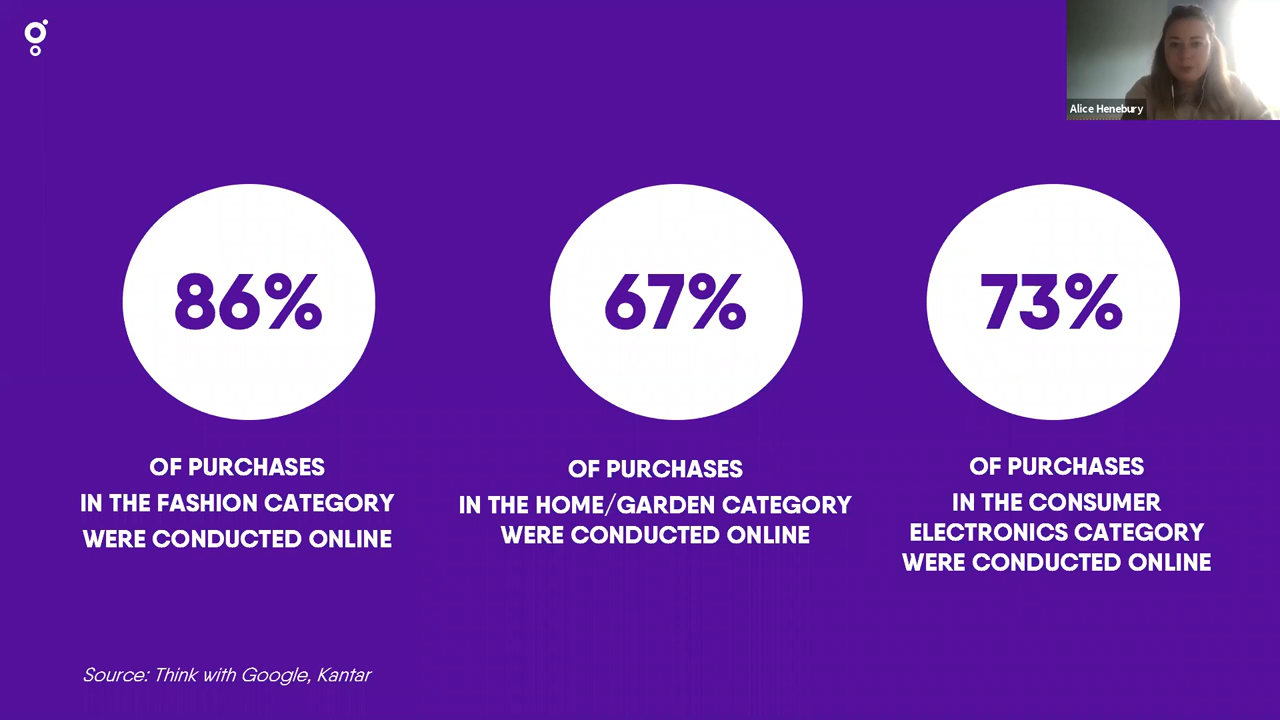 Alice Henebury
86%
OF PURCHASES
IN THE FASHION CATEGORY
WERE CONDUCTED ONLINE
67%
OF PURCHASES
IN THE HOME/GARDEN CATEGORY
WERE CONDUCTED ONLINE
73%
OF PURCHASES
IN THE CONSUMER
ELECTRONICS CATEGORY
WERE CONDUCTED ONLINE
Source: Think with Google, Kantar